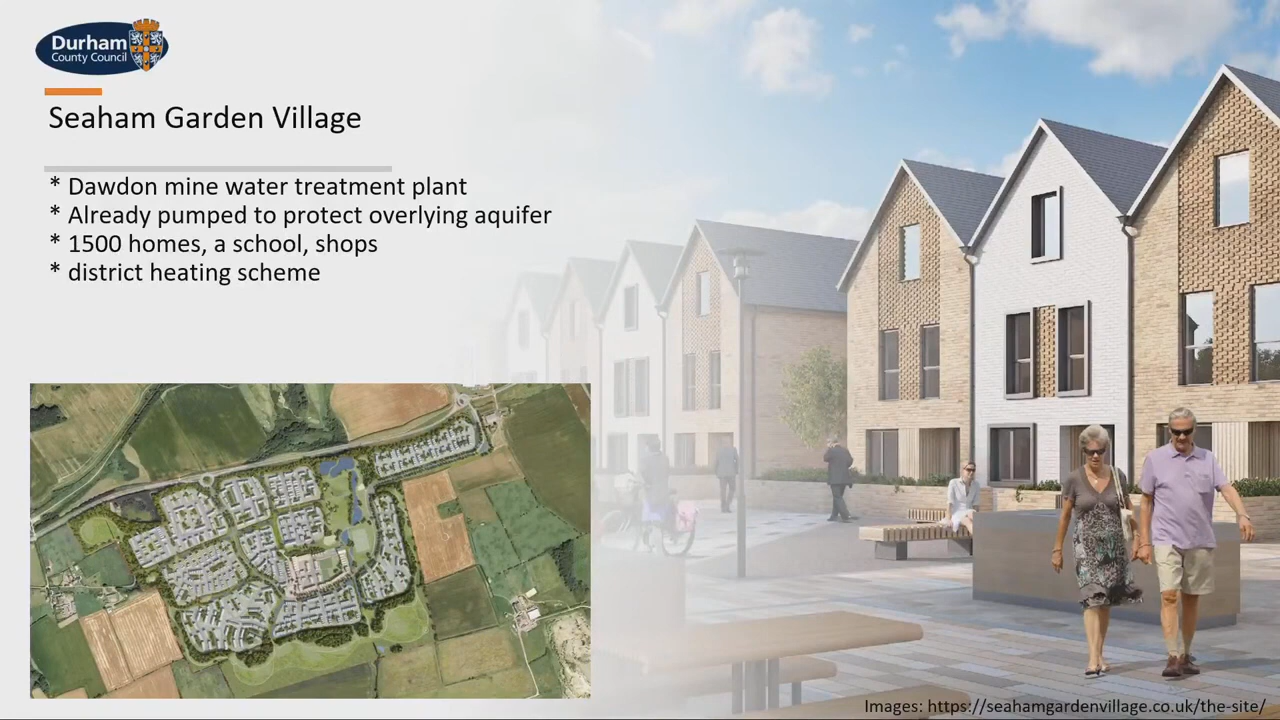 Durham
County Council
Seaham Garden Village
* Dawdon mine water treatment plant
* Already pumped to protect overlying aquifer
* 1500 homes, a school, shops
* district heating scheme
Images: https://seahamgardenvillage.co.uk/the-site/